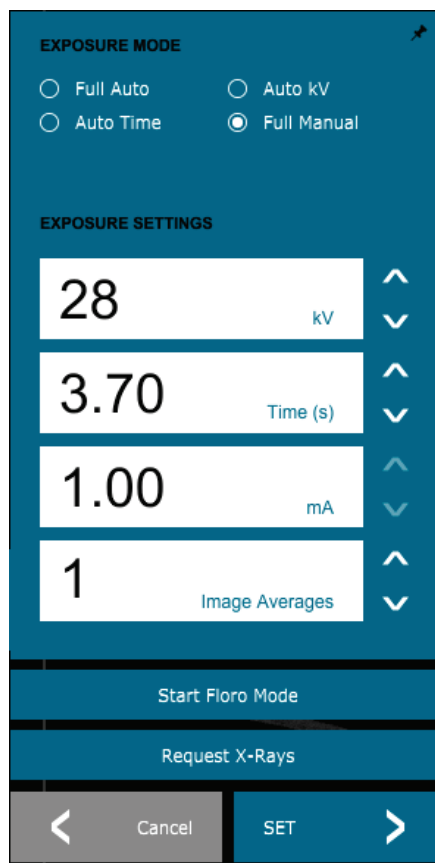 EXPOSURE MODE
Full Auto Auto kV
Auto Time Full Manual
EXPOSURE SETTINGS
28 kV
3.70 Time (s)
1.00 mA
1 Image Averages
Start Floro Mode
Request X-Rays
Cancel SET